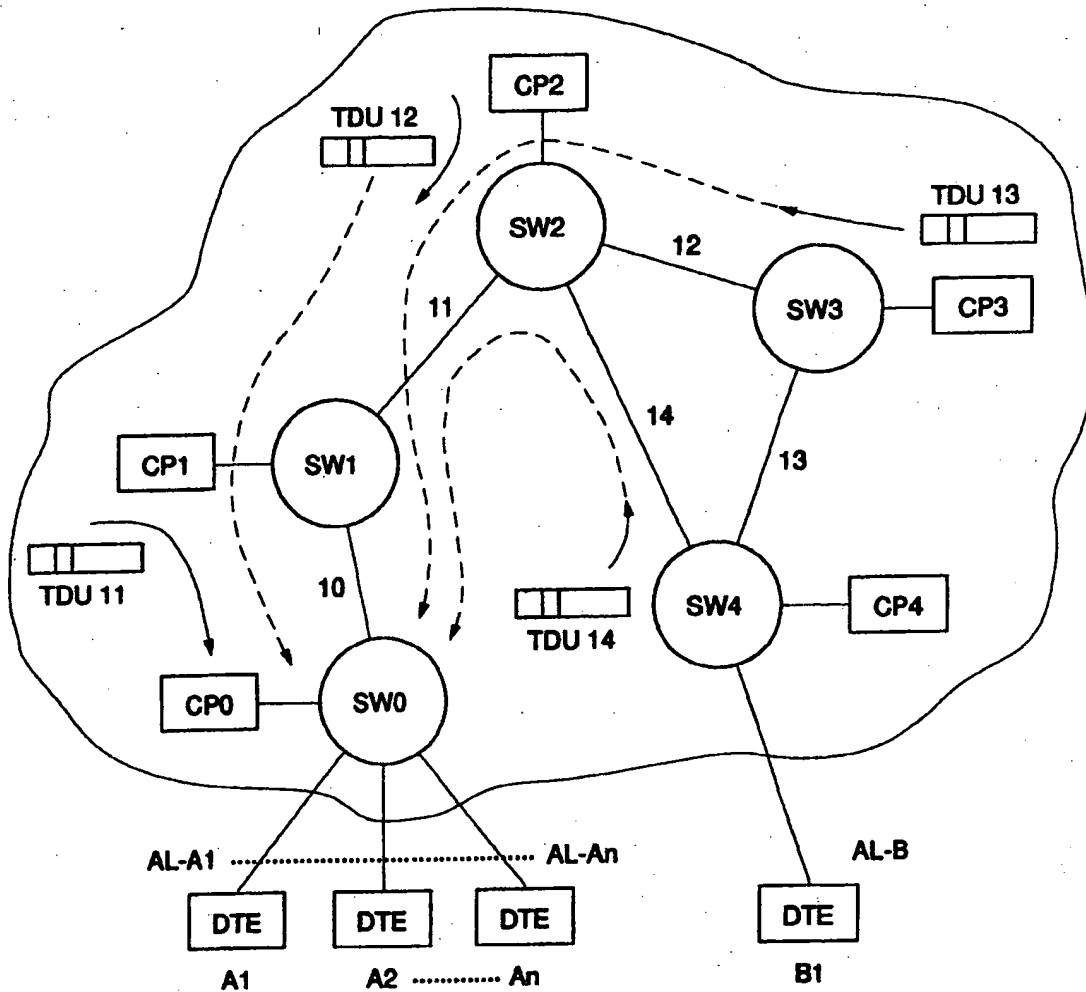 CP2
TDU 12
TDU 13
SW2
12
11
SW3
CP3
14
CP1
SW1
13
TDU 11
10
TDU 14
SW4
CP4
CP0
SW0
AL-A1
AL-An
AL-B
DTE
DTE
DTE
DTE
A1
A2
An
B1